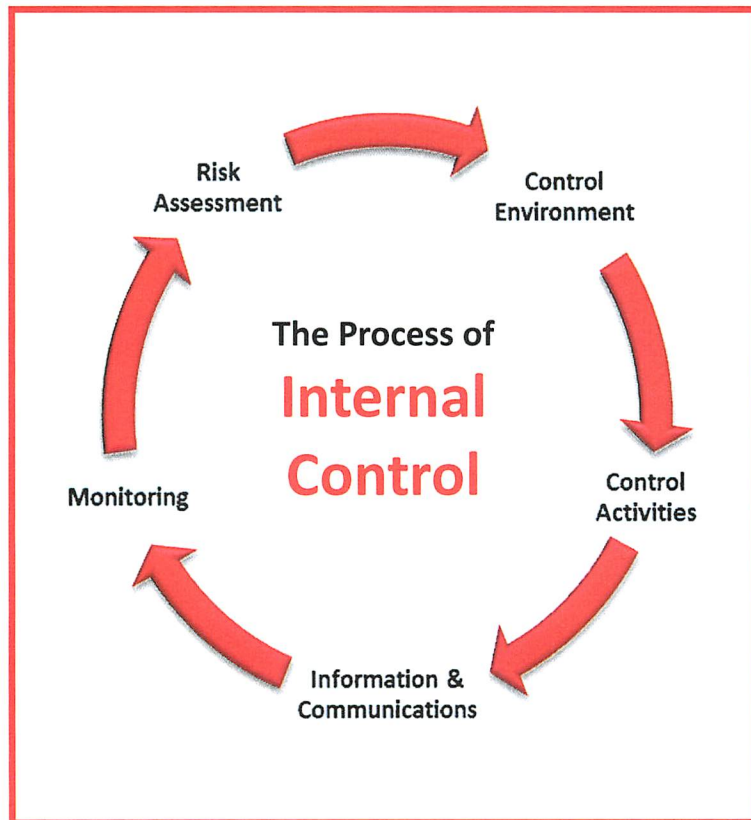 The Process of
Internal
Control
Risk
Assessment
Control
Environment
Control
Activities
Information &
Communications
Monitoring